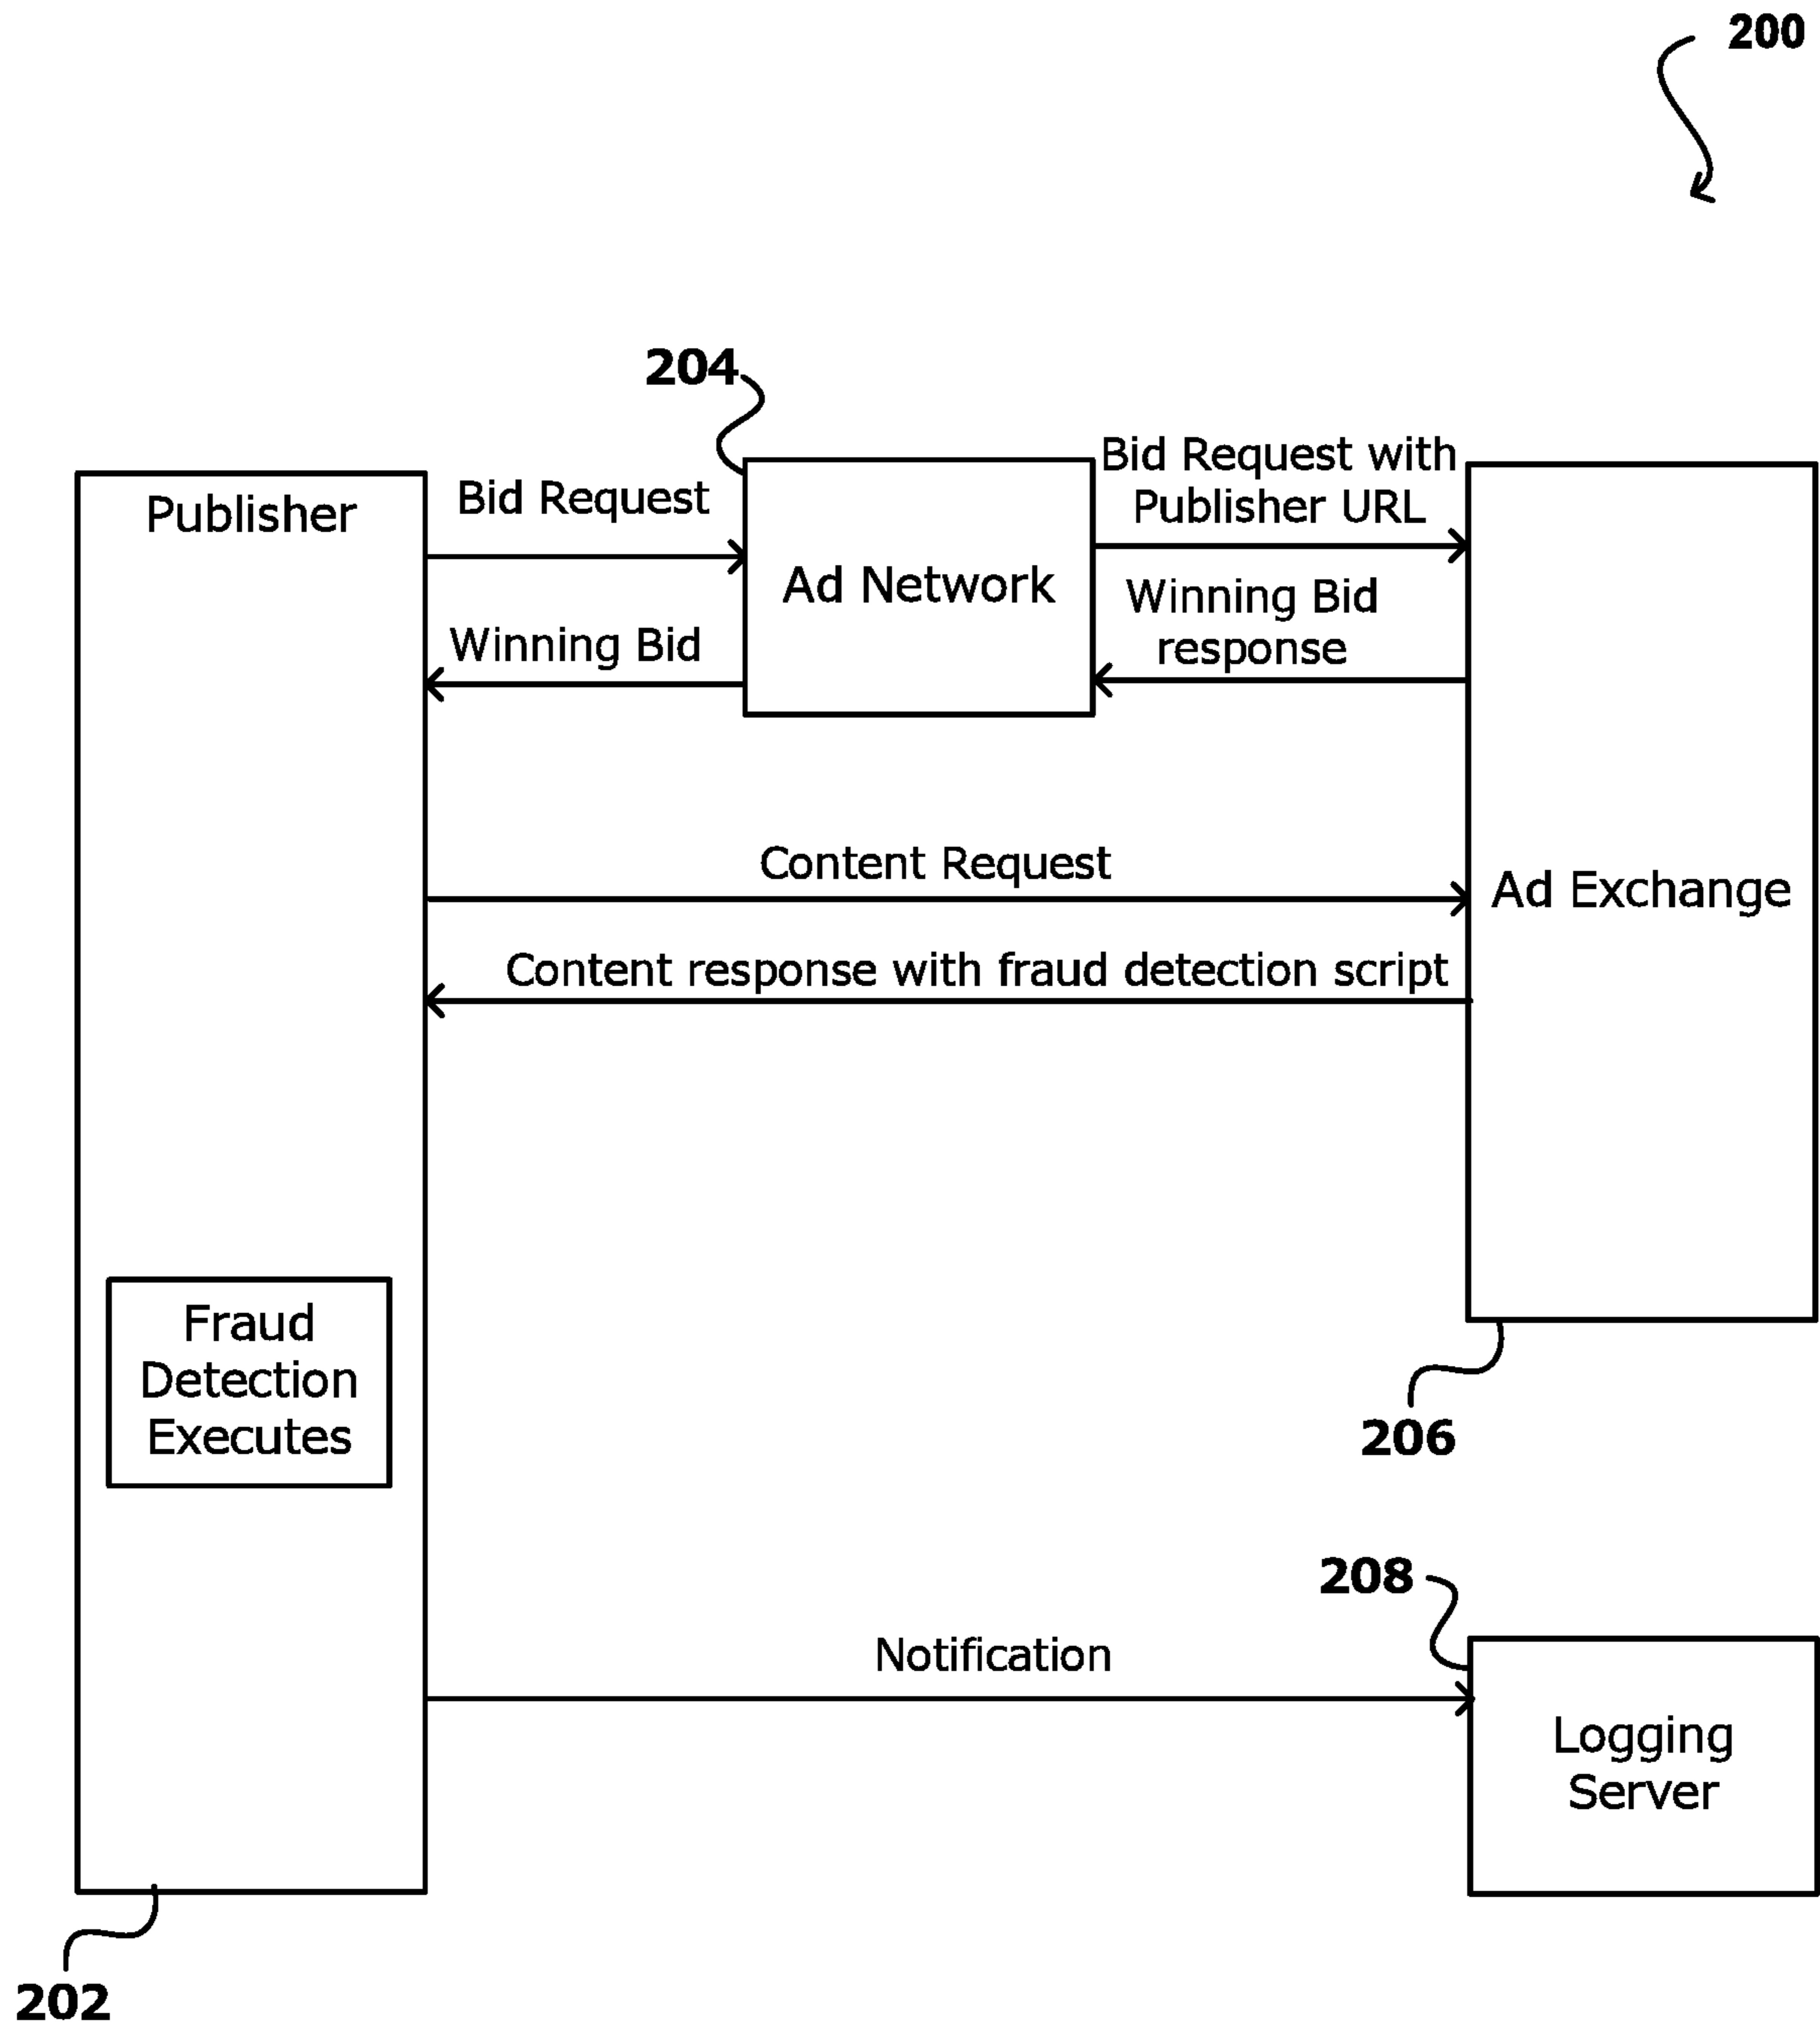 200
204
Bid Request with
Publisher URL
Publisher
Bid Request
Ad Network
Winning Bid
response
Winning Bid
Content Request
Ad Exchange
Content response with fraud detection script
Fraud
Detection
Executes
206
208
Notification
Logging
Server
202